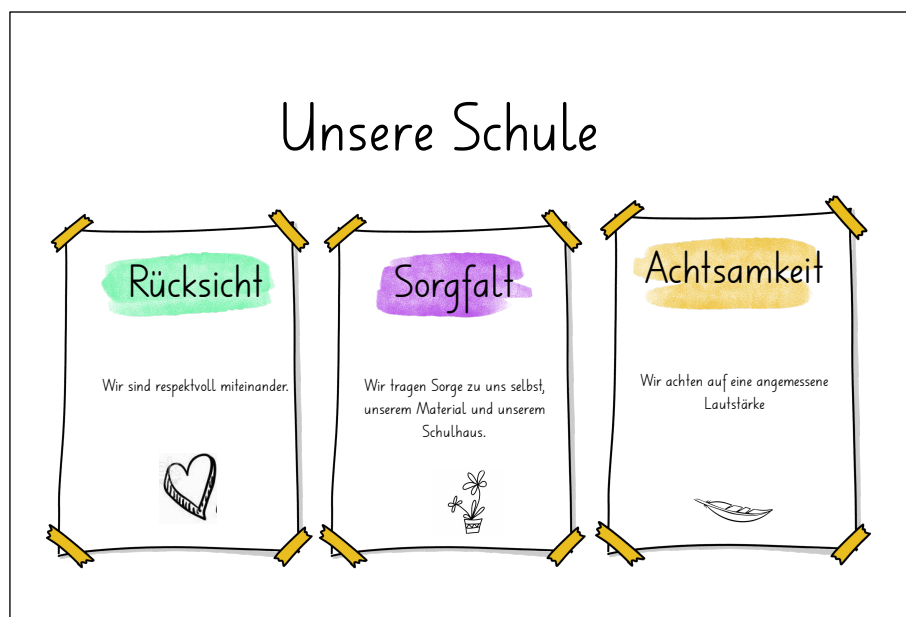 Unsere Schule
Rücksicht
Wir sind respektvoll miteinander.
Sorgfalt
Wir tragen Sorge zu uns selbst,
unserem Material und unserem
Schulhaus.
Achtsamkeit
Wir achten auf eine angemessene
Lautstärke